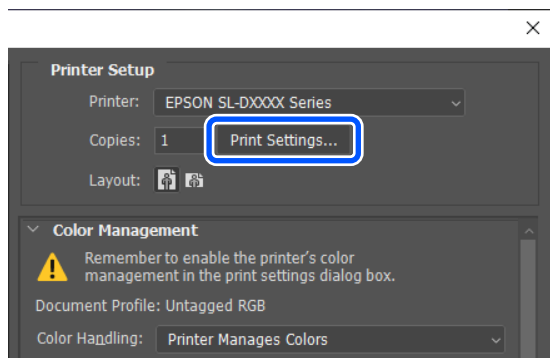 Printer Setup
Printer: EPSON SL-DXXXX Series
Copies: 1 Print Settings...
Layout:
Color Management
Remember to enable the printer's color
management in the print settings dialog box.
Document Profile: Untagged RGB
Color Handling: Printer Manages Colors